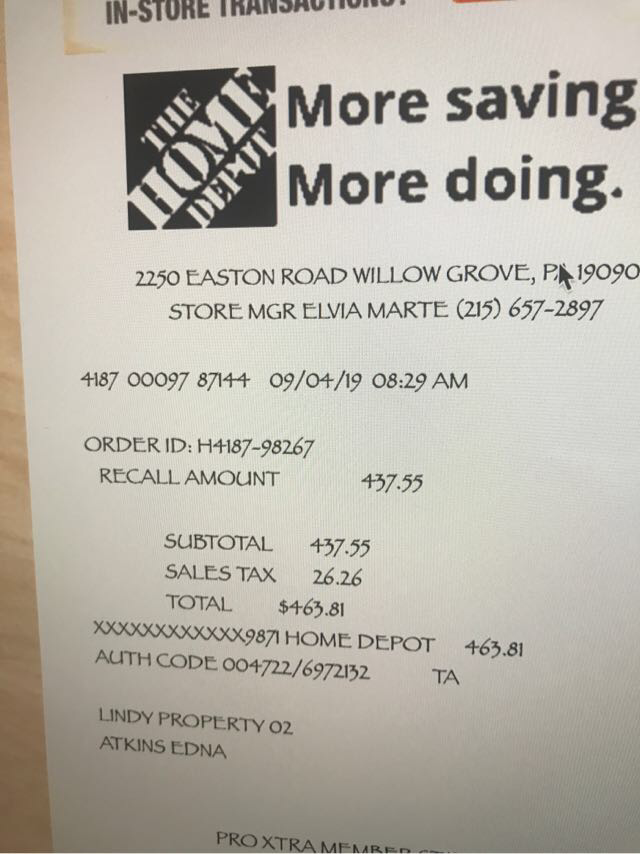 IN-STORE TRANSACTIONS!
THE
HOME
DEPOT
More saving
More doing.
2250 EASTON ROAD WILLOW GROVE, PA 19090
STORE MGR ELVIA MARTE (215) 657-2897
4187 00097 87144 09/04/19 08:29 AM
ORDER ID: H4187-98267
RECALL AMOUNT 437.55
SUBTOTAL 437.55
SALES TAX 26.26
TOTAL $463.81
XXXXXXXXXXXX9871 HOME DEPOT 463.81
AUTH CODE 004722/6972132 TA
LINDY PROPERTY 02
ATKINS EDNA
PRO XTRA MEMBER